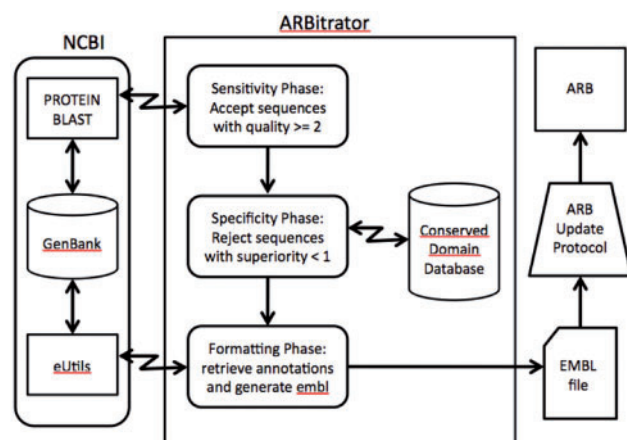 NCBI
PROTEIN
BLAST
GenBank
eUtils
ARBitrator
Sensitivity Phase:
Accept sequences
with quality >= 2
Specificity Phase:
Reject sequences
with superiority < 1
Conserved
Domain
Database
Formatting Phase:
retrieve annotations
and generate embl
ARB
ARB
Update
Protocol
EMBL
file